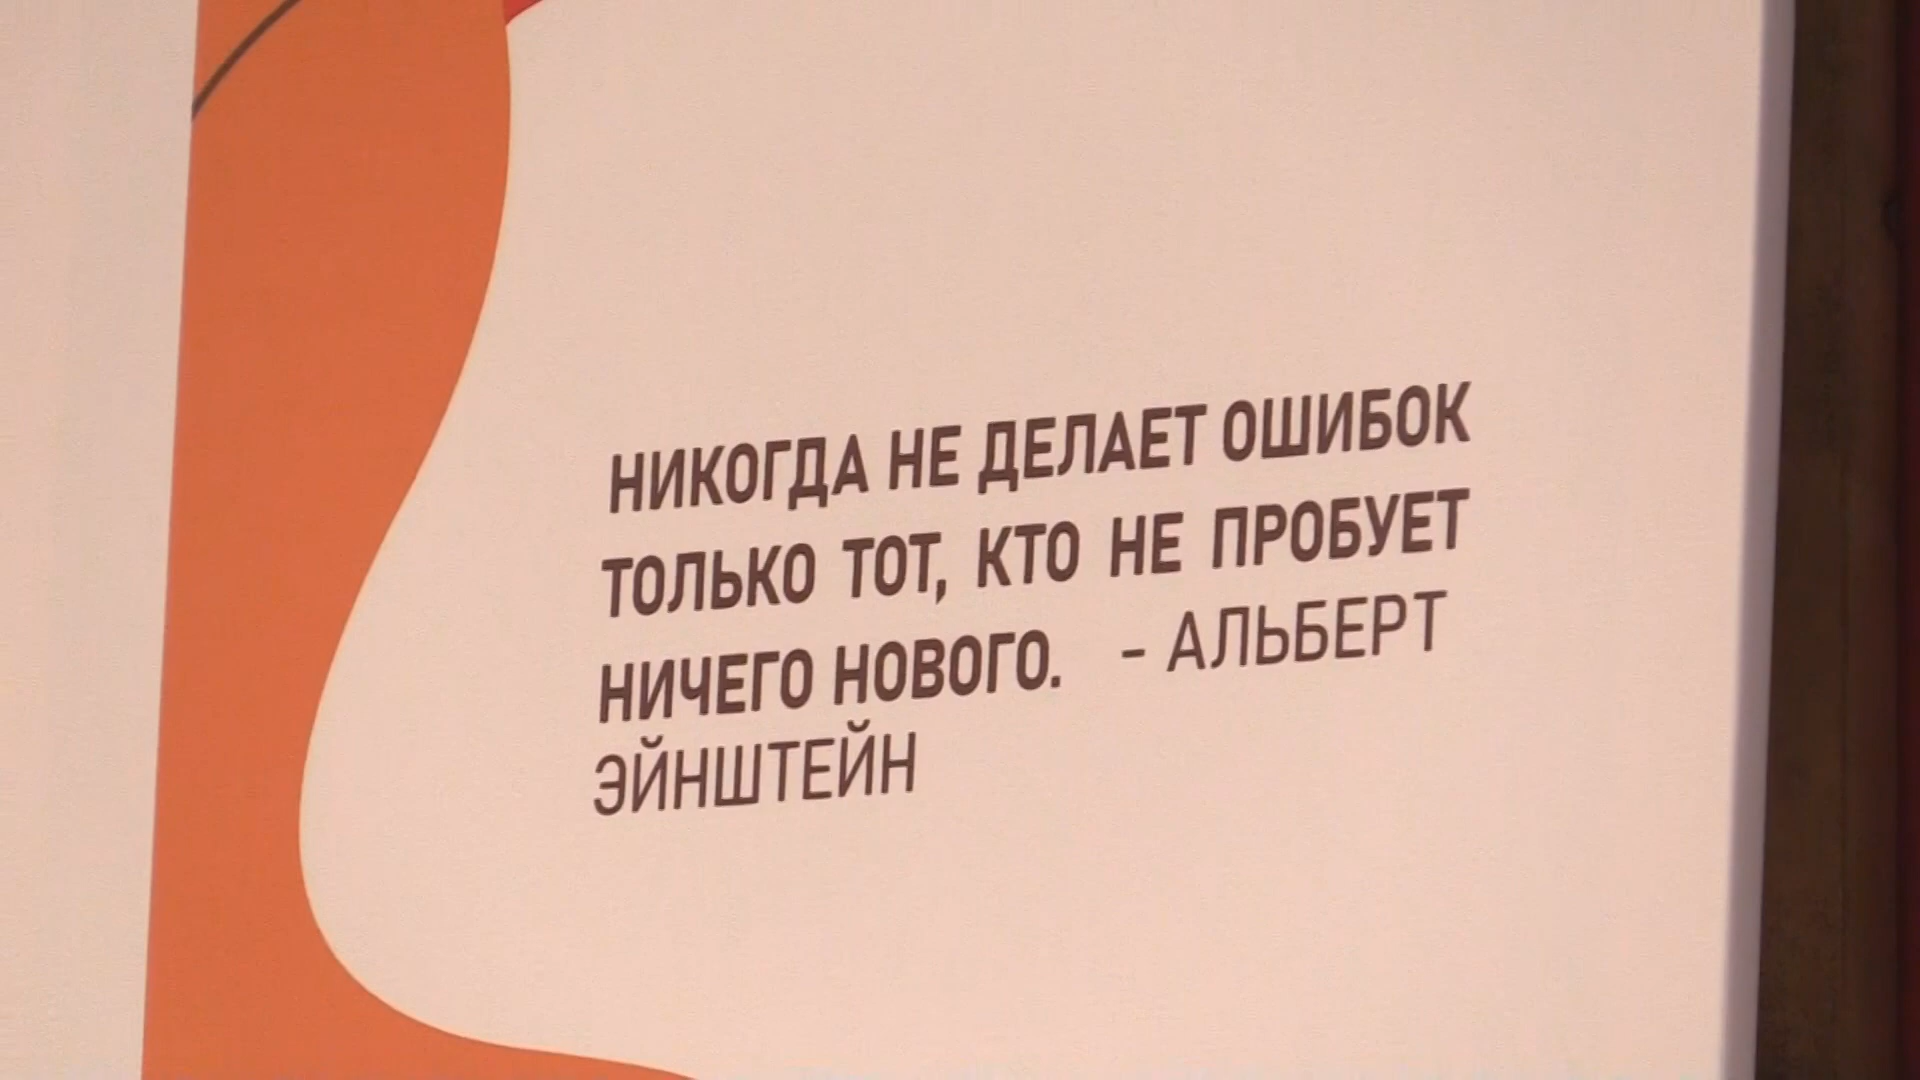 НИКОГДА НЕ ДЕЛАЕТ ОШИБОК
ТОЛЬКО ТОТ, КТО НЕ ПРОБУЕТ
НИЧЕГО НОВОГО. - АЛЬБЕРТ
ЭЙНШТЕЙН